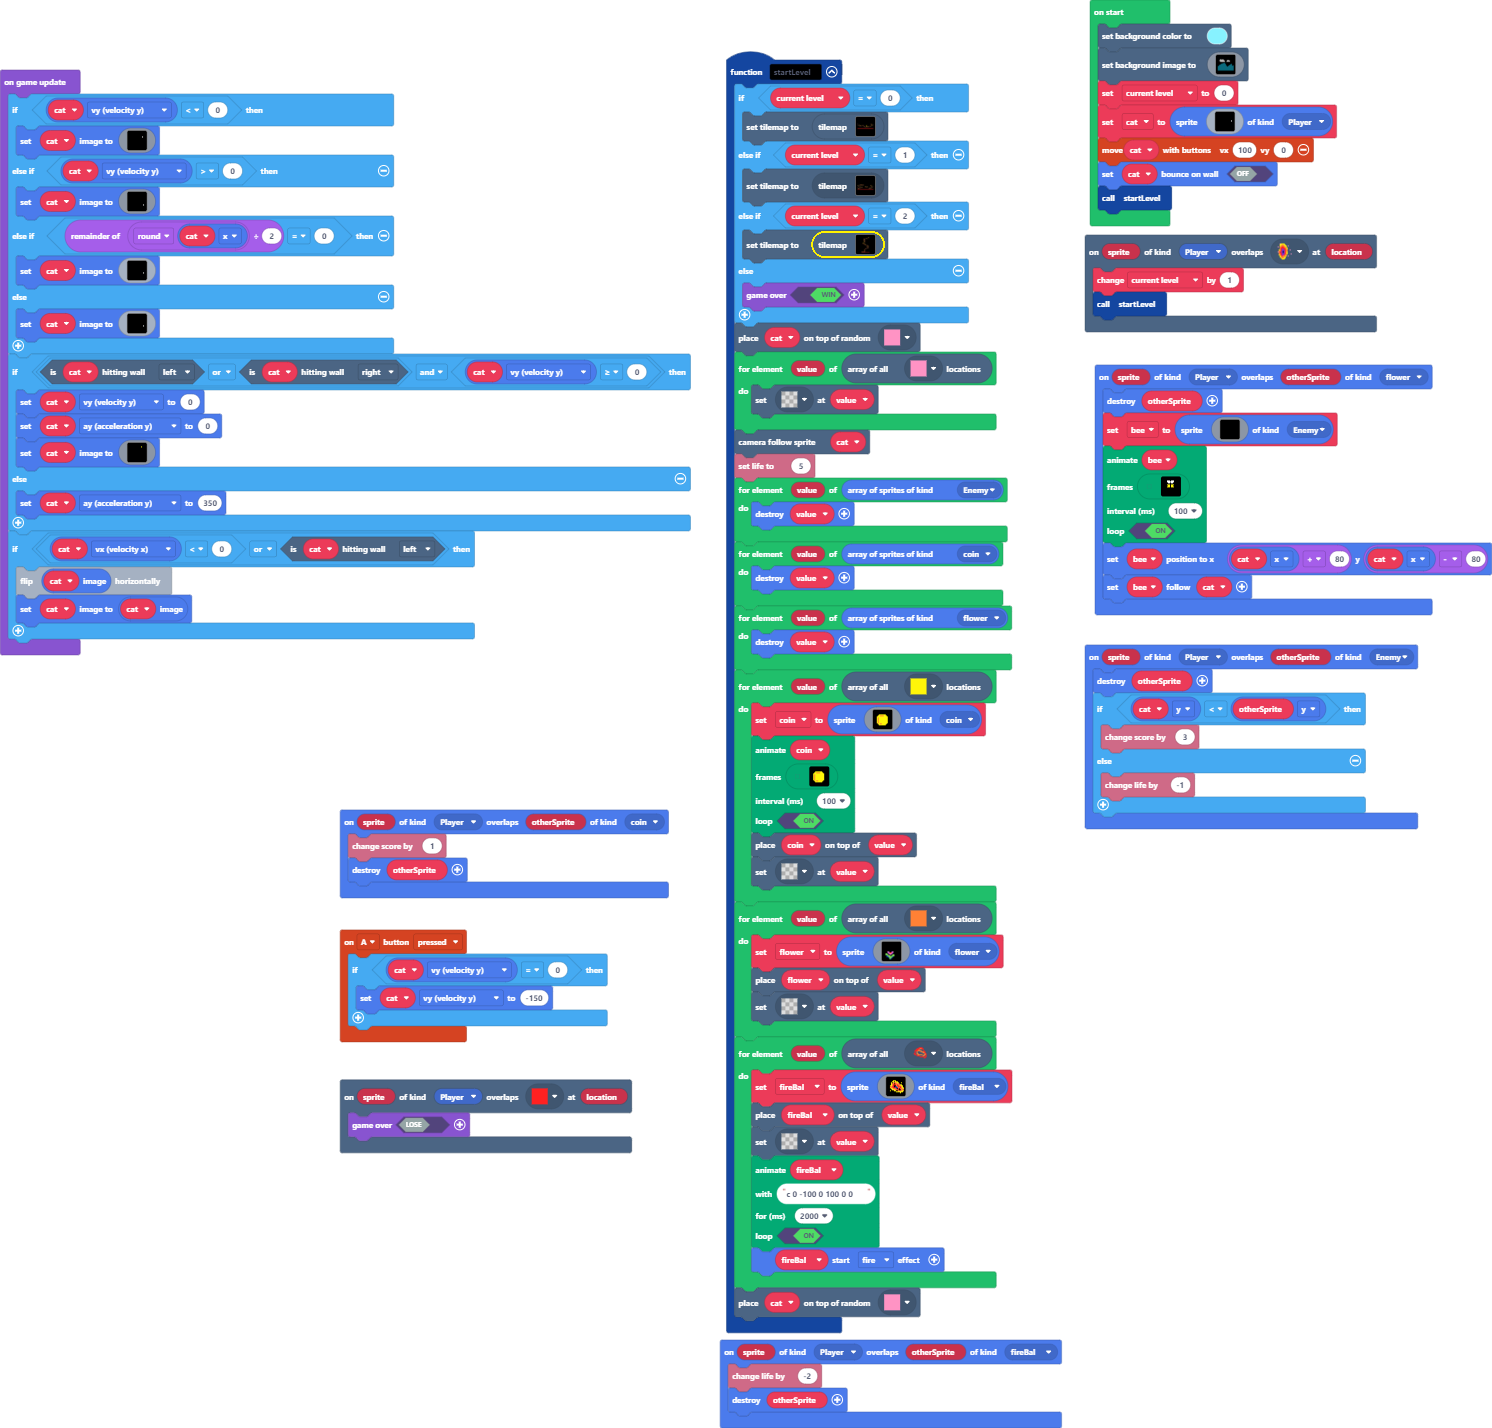 on game update
if cat vy (velocity y) < 0 then
set cat image to
else if cat vy (velocity y) > 0 then
set cat image to
else if remainder of round cat x ÷ 2 = 0 then
set cat image to
else
set cat image to
if is cat hitting wall left or is cat hitting wall right and cat vy (velocity y) ≥ 0 then
set cat vy (velocity y) to 0
set cat ay (acceleration y) to 0
set cat image to
else
set cat ay (acceleration y) to 350
if cat vx (velocity x) < 0 or is cat hitting wall left then
flip cat image horizontally
set cat image to cat image
on sprite of kind Player overlaps otherSprite of kind coin
change score by 1
destroy otherSprite
on A button pressed
if cat vy (velocity y) = 0 then
set cat vy (velocity y) to -150
on sprite of kind Player overlaps at location
game over LOSE
function startLevel
if current level = 0 then
set tilemap to tilemap
else if current level = 1 then
set tilemap to tilemap
else if current level = 2 then
set tilemap to tilemap
else
game over WIN
place cat on top of random
for element value of array of all locations
do set at value
camera follow sprite cat
set life to 5
for element value of array of sprites of kind Enemy
do destroy value
for element value of array of sprites of kind coin
do destroy value
for element value of array of sprites of kind flower
do destroy value
for element value of array of all locations
do set coin to sprite of kind coin
animate coin
frames
interval (ms) 100
loop ON
place coin on top of value
set at value
for element value of array of all locations
do set flower to sprite of kind flower
place flower on top of value
set at value
for element value of array of all locations
do set fireBal to sprite of kind fireBal
place fireBal on top of value
set at value
animate fireBal
with "c 0 -100 0 100 0 0"
for (ms) 2000
loop ON
fireBal start fire effect
place cat on top of random
on sprite of kind Player overlaps otherSprite of kind fireBal
change life by -2
destroy otherSprite
on start
set background color to
set background image to
set current level to 0
set cat to sprite of kind Player
move cat with buttons vx 100 vy 0
set cat bounce on wall OFF
call startLevel
on sprite of kind Player overlaps at location
change current level by 1
call startLevel
on sprite of kind Player overlaps otherSprite of kind flower
destroy otherSprite
set bee to sprite of kind Enemy
animate bee
frames
interval (ms) 100
loop ON
set bee position to x cat x + 80 y cat x - 80
set bee follow cat
on sprite of kind Player overlaps otherSprite of kind Enemy
destroy otherSprite
if cat y < otherSprite y then
change score by 3
else
change life by -1